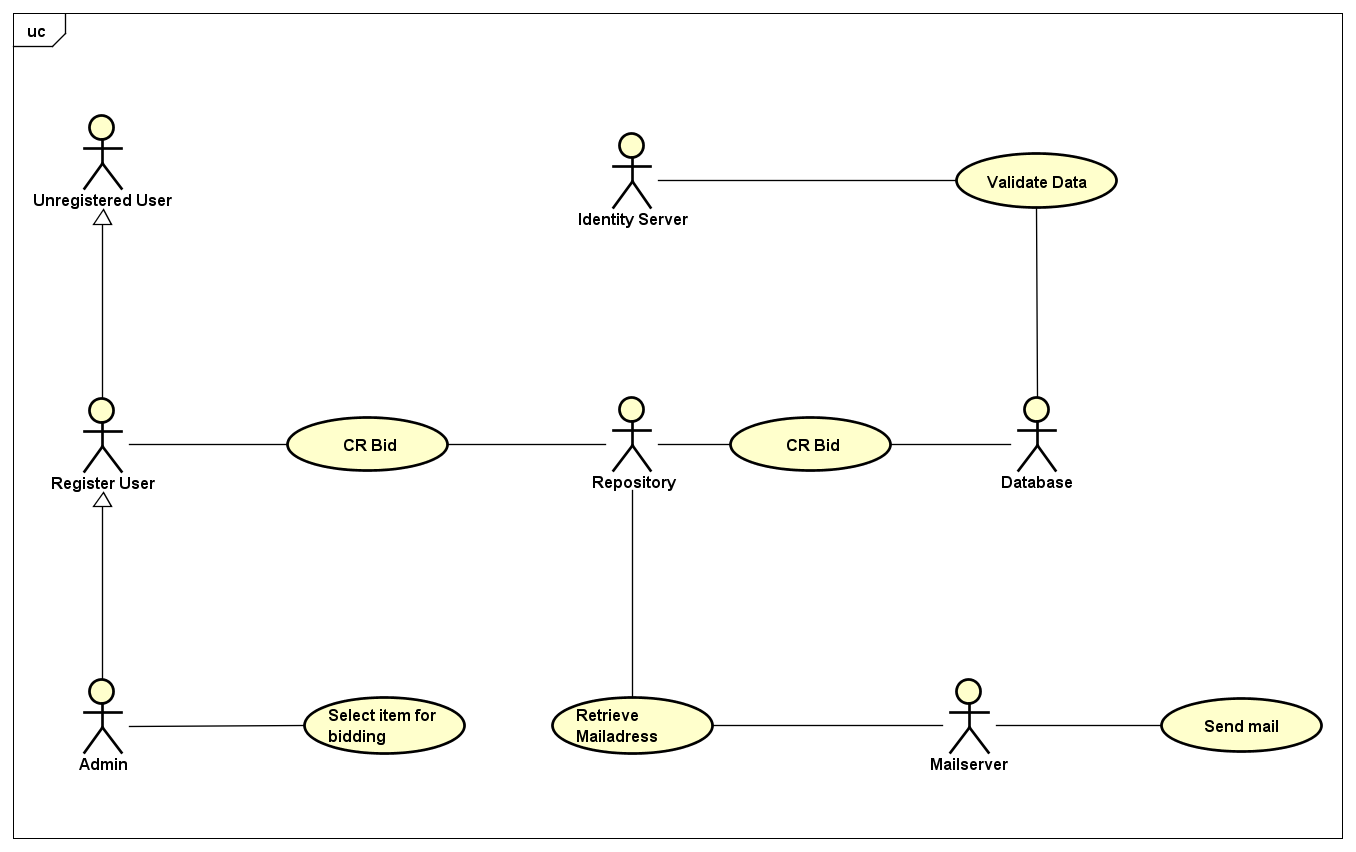 uc
Unregistered User
Identity Server
Validate Data
Register User
CR Bid
Repository
CR Bid
Database
Admin
Select item for
bidding
Retrieve
Mailadress
Mailserver
Send mail